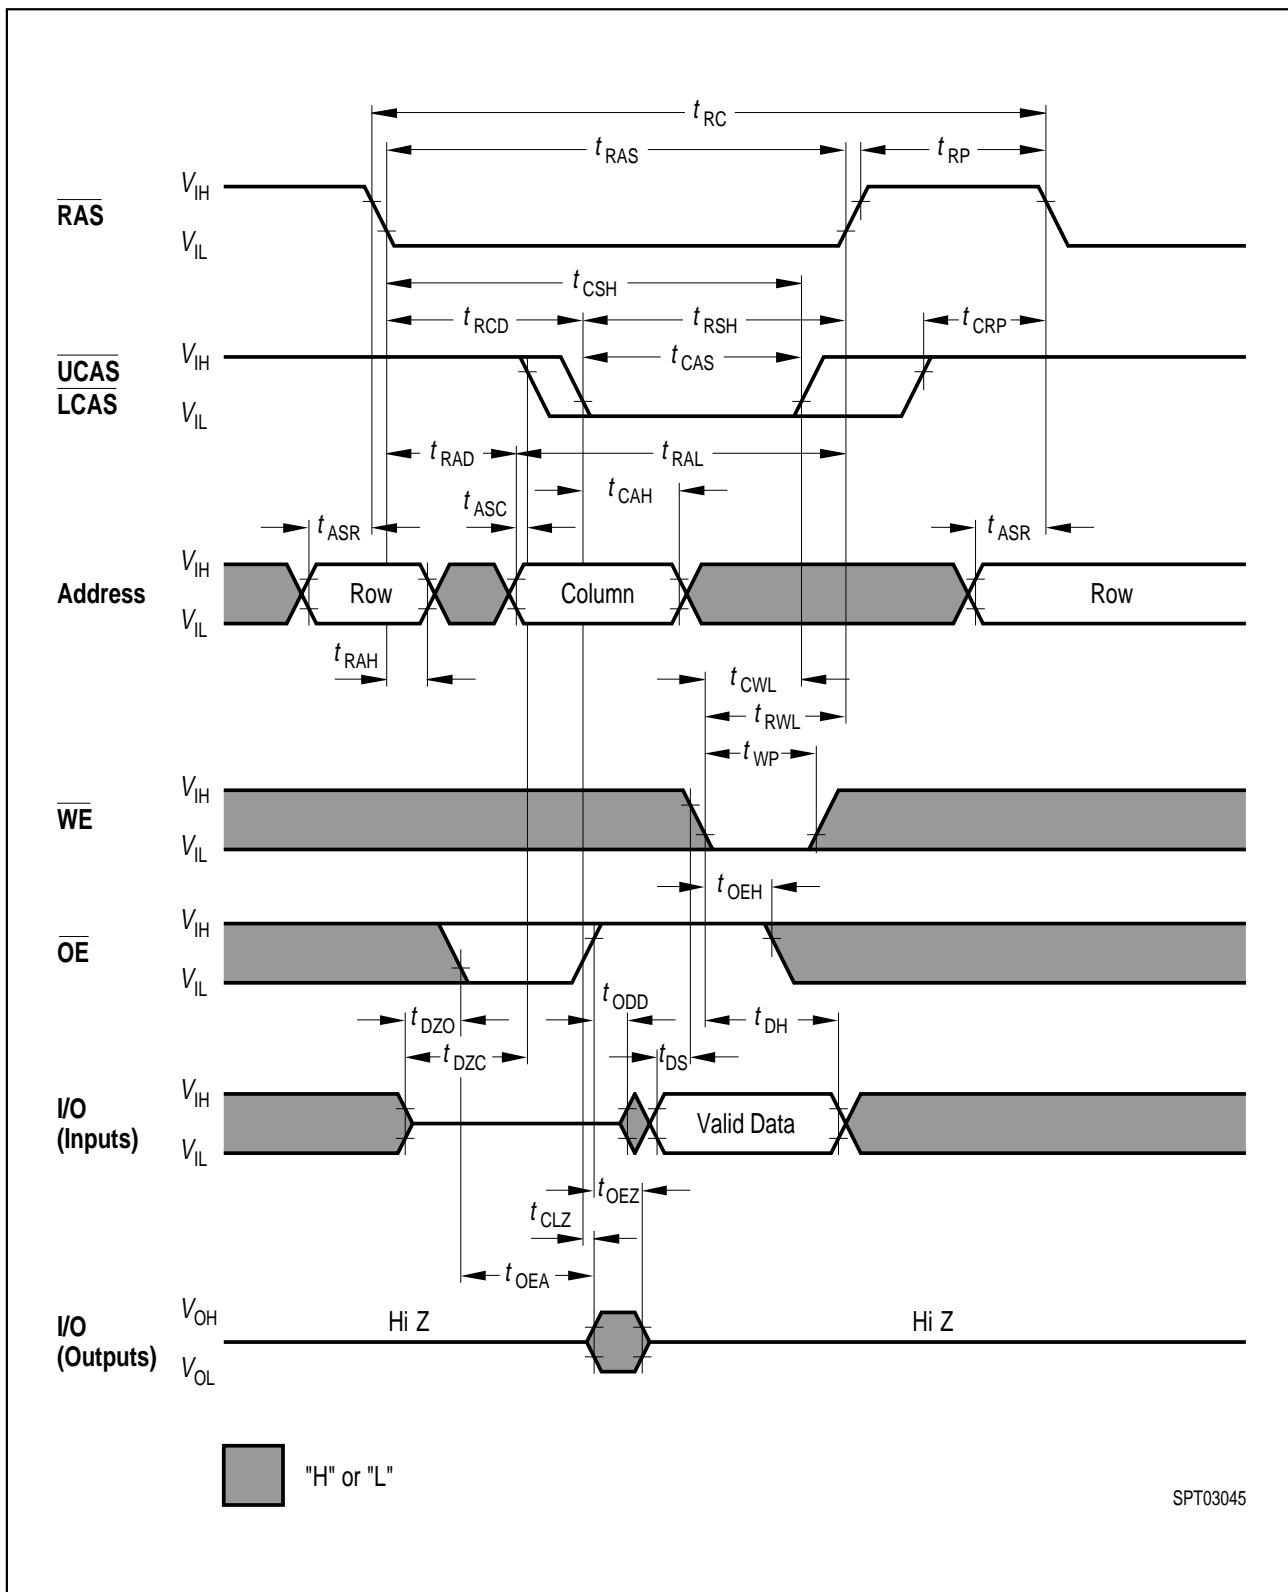 tRC
tRAS
tRP
VIH
RAS
VIL
tCSH
tRCD
tRSH
tCRP
VIH
tCAS
UCAS
LCAS
VIL
tRAD
tRAL
tCAH
tASC
tASR
tASR
VIH
Address
Row
Column
Row
VIL
tRAH
tCWL
tRWL
tWP
VIH
WE
VIL
tOEH
VIH
OE
VIL
tODD
tDZO
tDH
tDZC
tDS
VIH
I/O
(Inputs)
Valid Data
VIL
tOEZ
tCLZ
tOEA
VOH
Hi Z
Hi Z
I/O
(Outputs)
VOL
"H" or "L"
SPT03045